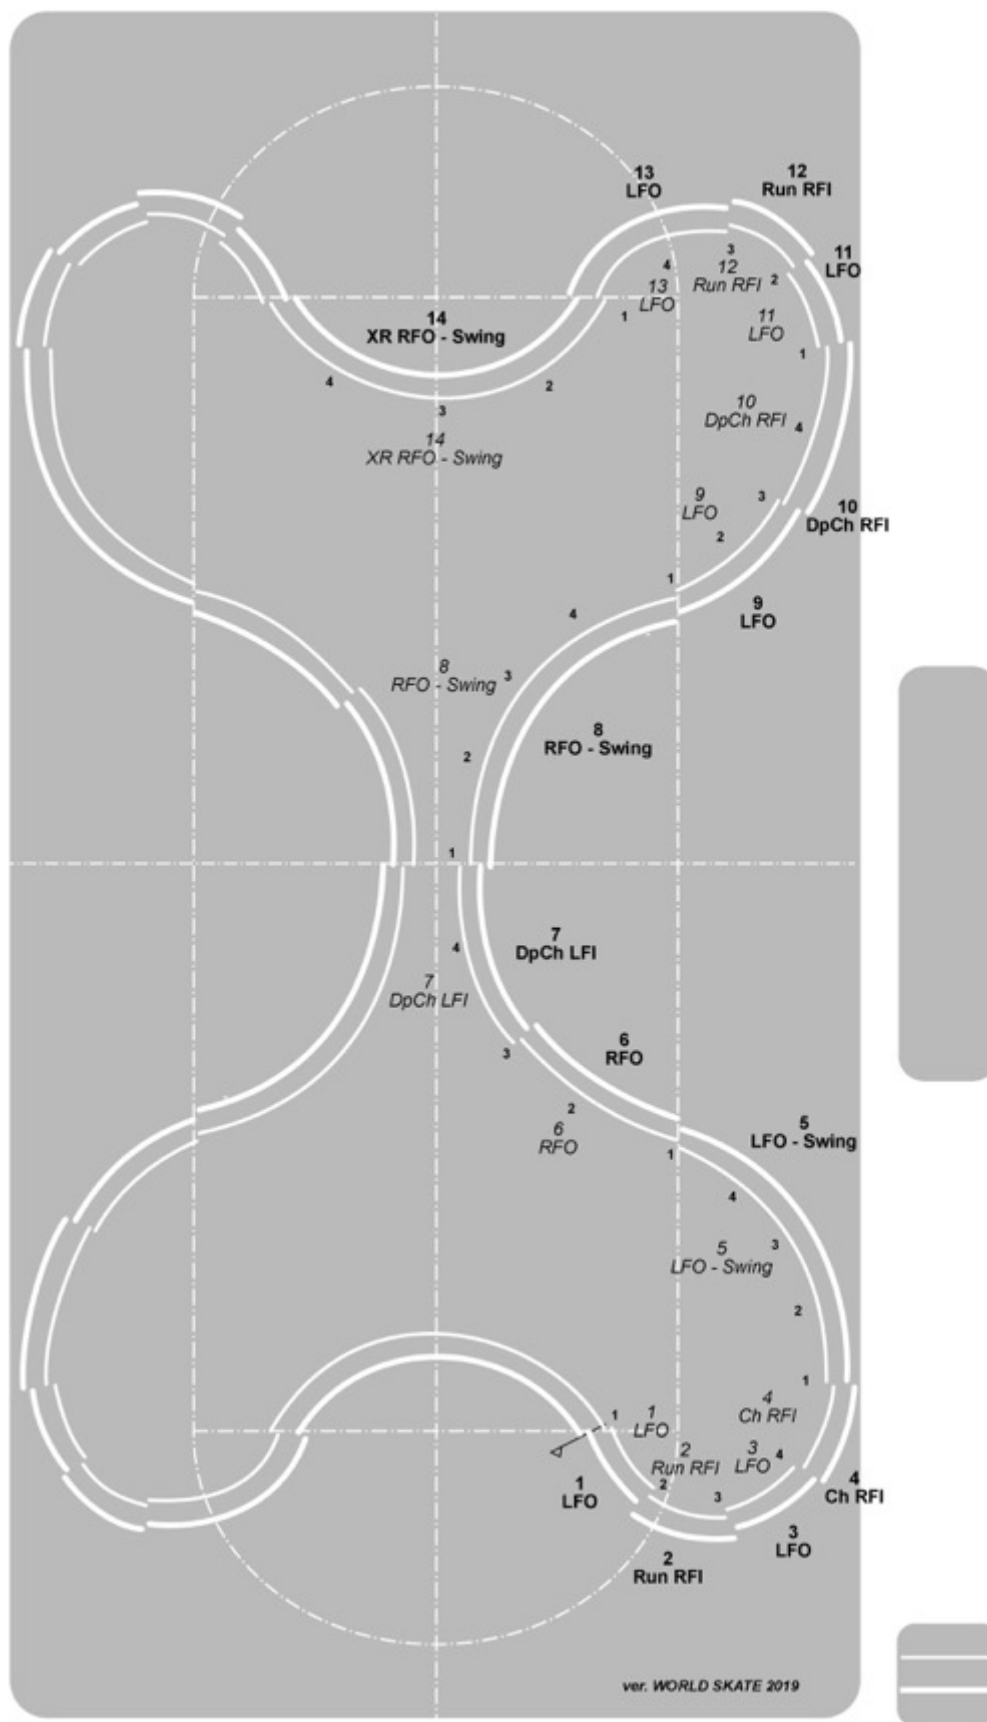 13
LFO
12
Run RFI
11
LFO
3
12
Run RFI
2
4
13
LFO
1
11
LFO
1
14
XR RFO - Swing
4
2
3
14
XR RFO - Swing
10
DpCh RFI
4
9
LFO
3
2
10
DpCh RFI
1
9
LFO
4
8
RFO - Swing
3
8
RFO - Swing
2
1
7
DpCh LFI
4
7
DpCh LFI
3
6
RFO
2
6
RFO
5
LFO - Swing
1
4
5
LFO - Swing
3
2
1
4
Ch RFI
1
1
LFO
2
Run RFI
3
LFO
4
2
3
1
LFO
4
Ch RFI
3
LFO
2
Run RFI
ver. WORLD SKATE 2019